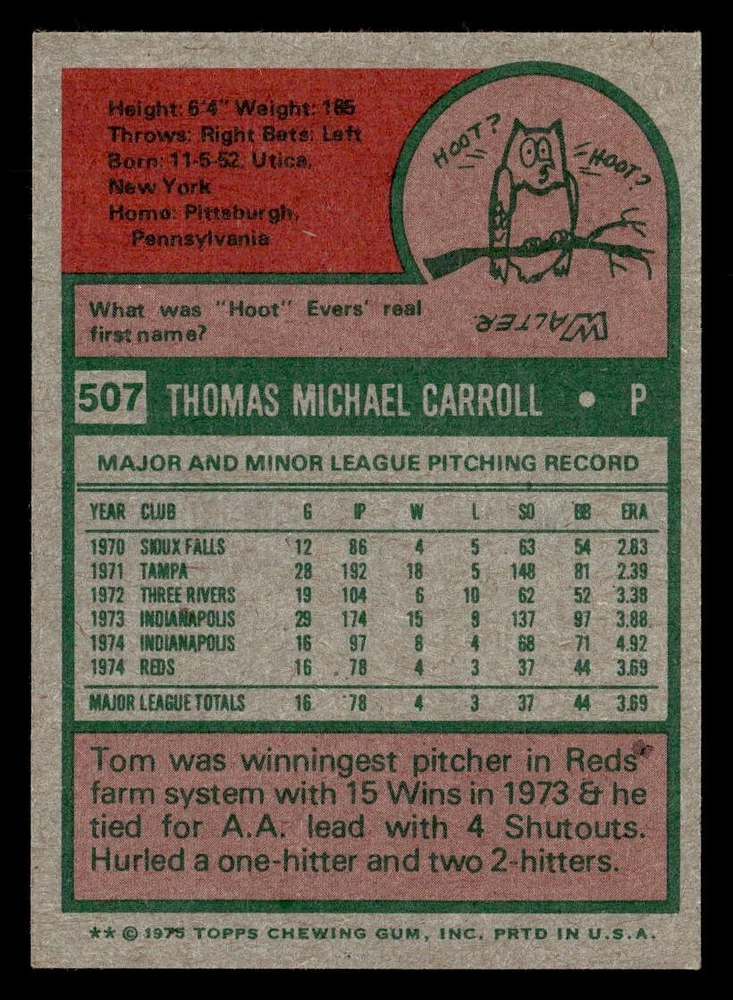 Height: 6'4" Weight: 185
Throws: Right Bats: Left
Born: 11-5-52, Utica,
New York
Home: Pittsburgh,
Pennsylvania
HOOT?
HOOT?
What was "Hoot" Evers' real
first name?
WALTER
507 THOMAS MICHAEL CARROLL • P
MAJOR AND MINOR LEAGUE PITCHING RECORD
YEAR CLUB G IP W L SO BB ERA
1970 SIOUX FALLS 12 86 4 5 63 54 2.83
1971 TAMPA 28 192 18 5 148 81 2.39
1972 THREE RIVERS 19 104 6 10 62 52 3.38
1973 INDIANAPOLIS 29 174 15 9 137 97 3.88
1974 INDIANAPOLIS 16 97 8 4 68 71 4.92
1974 REDS 16 78 4 3 37 44 3.69
MAJOR LEAGUE TOTALS 16 78 4 3 37 44 3.69
Tom was winningest pitcher in Reds'
farm system with 15 Wins in 1973 & he
tied for A.A. lead with 4 Shutouts.
Hurled a one-hitter and two 2-hitters.
** © 1975 TOPPS CHEWING GUM, INC. PRTD IN U.S.A.